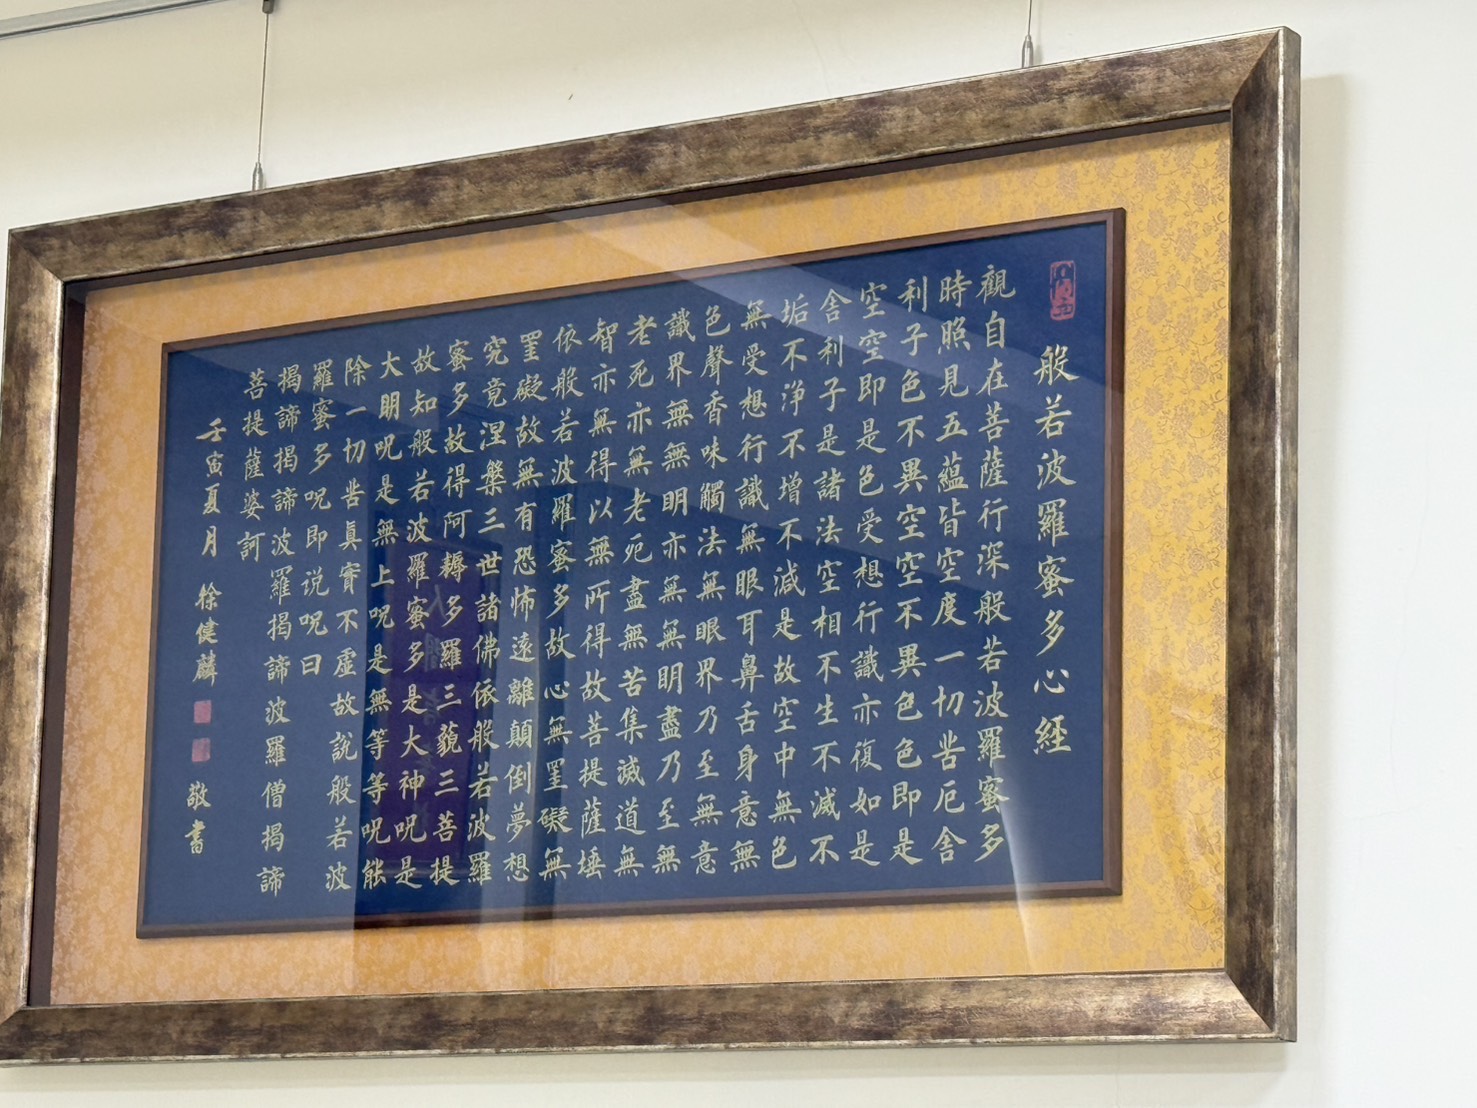 般若波羅蜜多心經
觀自在菩薩行深般若波羅蜜多
時照見五蘊皆空度一切苦厄舍
利子色不異空空不異色色即是
空空即是色受想行識亦復如是
舍利子是諸法空相不生不滅不
垢不淨不增不減是故空中無色
無受想行識無眼耳鼻舌身意無
色聲香味觸法無眼界乃至無意
識界無無明亦無無明盡乃至無
老死亦無老死盡無苦集滅道無
智亦無得以無所得故菩提薩埵
依般若波羅蜜多故心無罣礙無
罣礙故無有恐怖遠離顛倒夢想
究竟涅槃三世諸佛依般若波羅
蜜多故得阿耨多羅三藐三菩提
故知般若波羅蜜多是大神呪是
大明呪是無上呪是無等等呪能
除一切苦真實不虛故說般若波
羅蜜多呪即说呪曰
揭諦揭諦波羅揭諦波羅僧揭諦
菩提薩婆訶
壬寅夏月 徐健麟 敬書